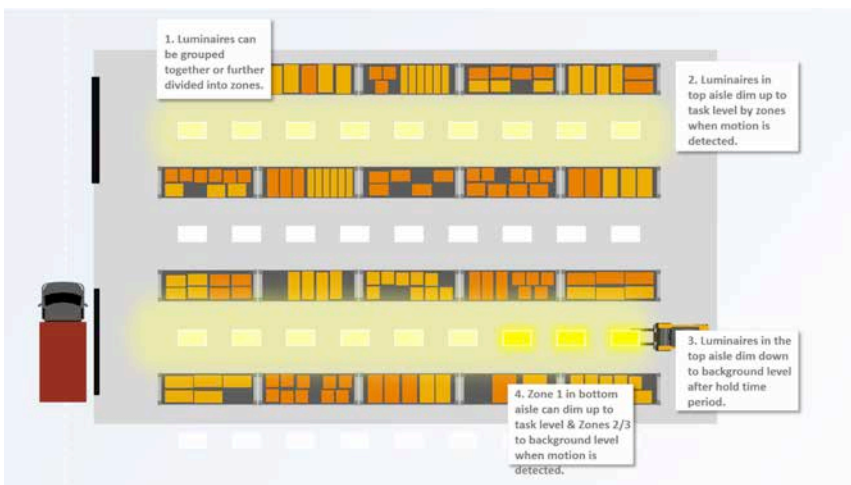 1. Luminaires can
be grouped
together or further
divided into zones.
2. Luminaires in
top aisle dim up to
task level by zones
when motion is
detected.
3. Luminaires in the
top aisle dim down
to background level
after hold time
period.
4. Zone 1 in bottom
aisle can dim up to
task level & Zones 2/3
to background level
when motion is
detected.